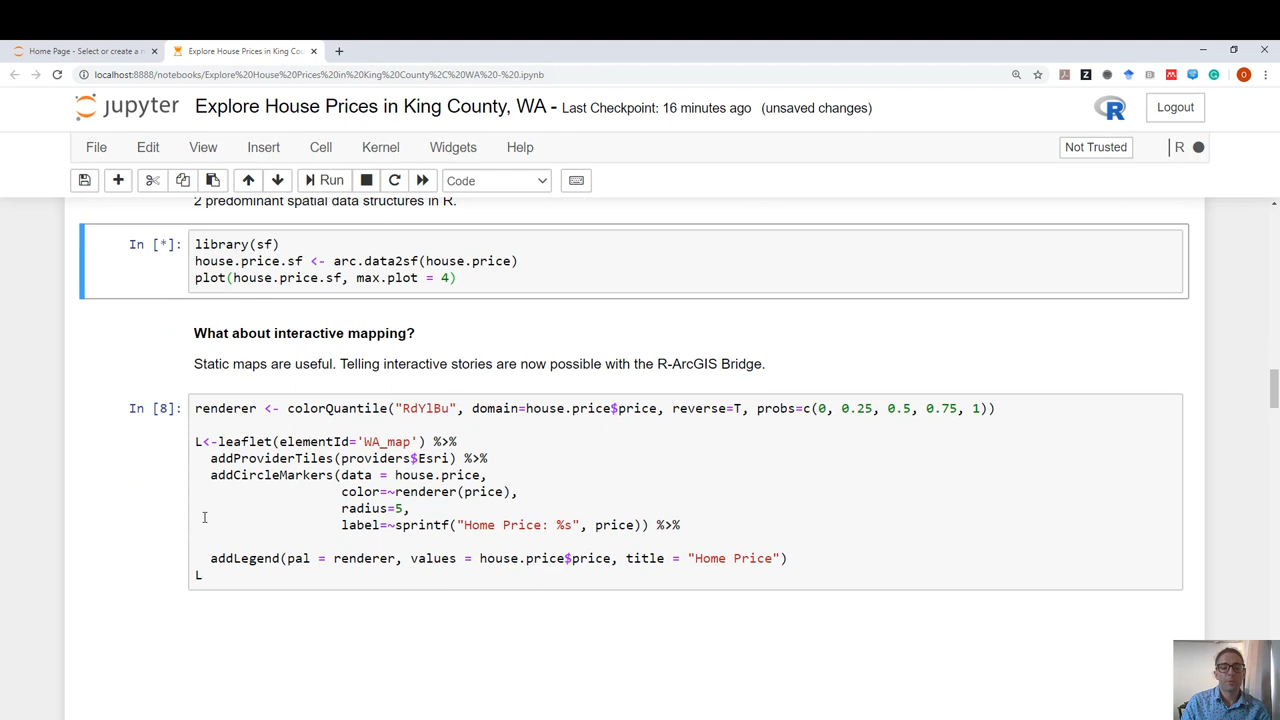 Home Page - Select or create a n
Explore House Prices in King Cou
localhost:8888/notebooks/Explore%20House%20Prices%20in%20King%20County%2C%20WA%20-%20.ipynb
jupyter
Explore House Prices in King County, WA - Last Checkpoint: 16 minutes ago (unsaved changes)
R
Logout
File Edit View Insert Cell Kernel Widgets Help
Not Trusted
R
Run
Code
2 predominant spatial data structures in R.
In [*]:
library(sf)
house.price.sf <- arc.data2sf(house.price)
plot(house.price.sf, max.plot = 4)
What about interactive mapping?
Static maps are useful. Telling interactive stories are now possible with the R-ArcGIS Bridge.
In [8]:
renderer <- colorQuantile("RdYlBu", domain=house.price$price, reverse=T, probs=c(0, 0.25, 0.5, 0.75, 1))
L<-leaflet(elementId='WA_map') %>%
addProviderTiles(providers$Esri) %>%
addCircleMarkers(data = house.price,
color=~renderer(price),
radius=5,
label=~sprintf("Home Price: %s", price)) %>%
addLegend(pal = renderer, values = house.price$price, title = "Home Price")
L